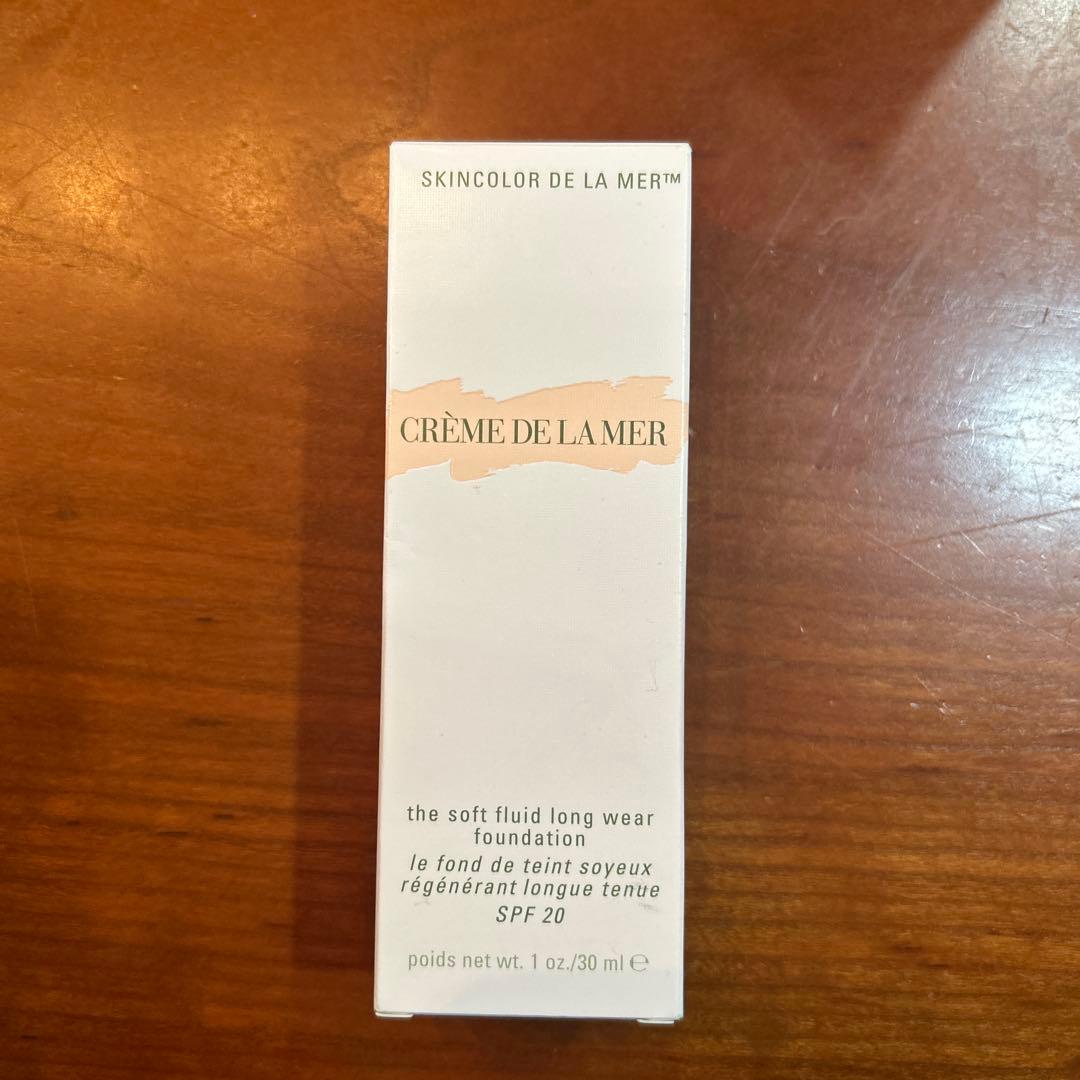 SKINCOLOR DE LA MER™
CRÈME DE LA MER
the soft fluid long wear
foundation
le fond de teint soyeux
régénérant longue tenue
SPF 20
poids net wt. 1 oz./30 ml ℮